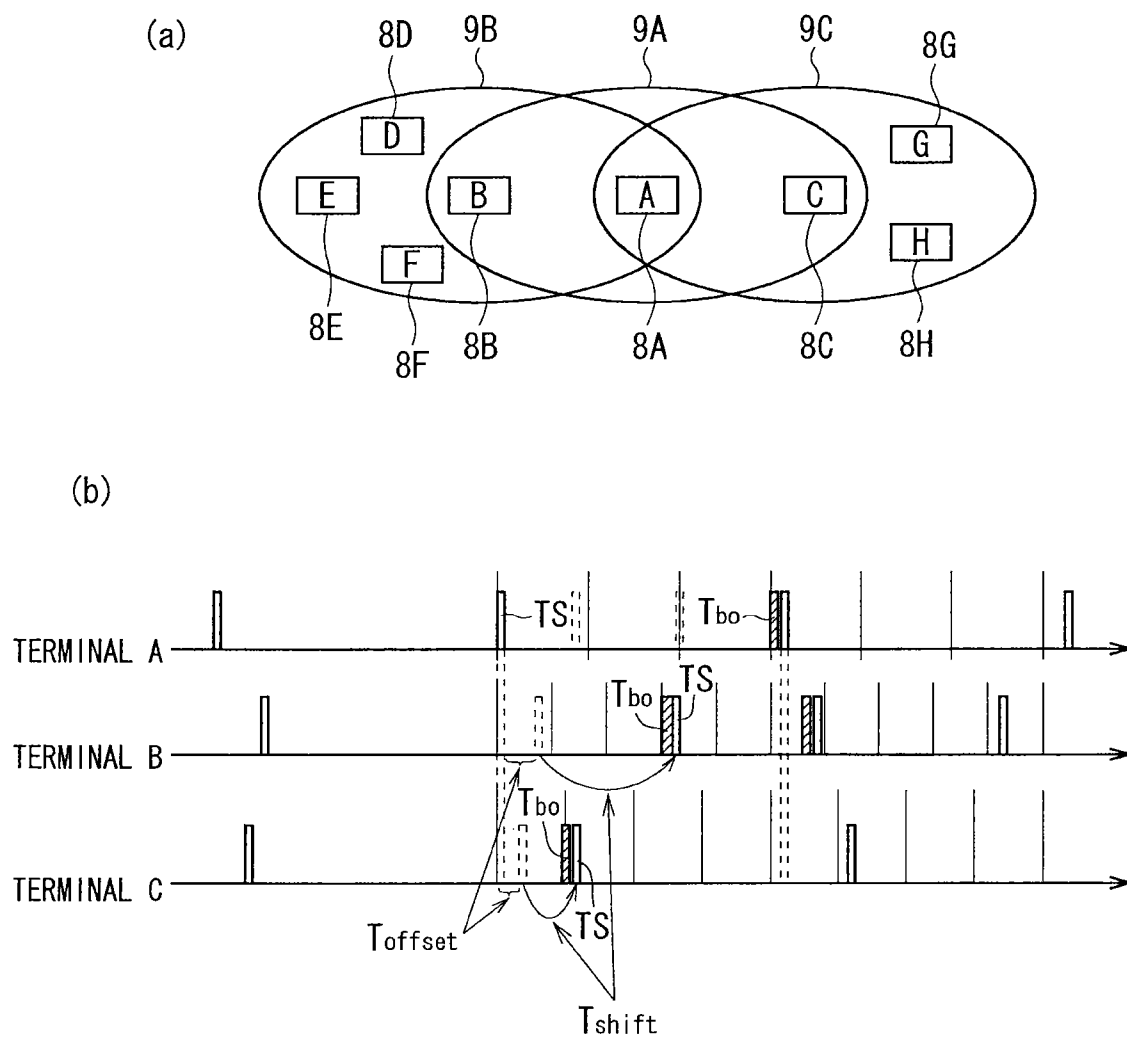 (a)
8D
9B
9A
9C
8G
D
G
E
B
A
C
F
H
8E
8F
8B
8A
8C
8H
(b)
TS
Tbo
TERMINAL A
Tbo
TS
TERMINAL B
Tbo
TERMINAL C
TS
Toffset
Tshift